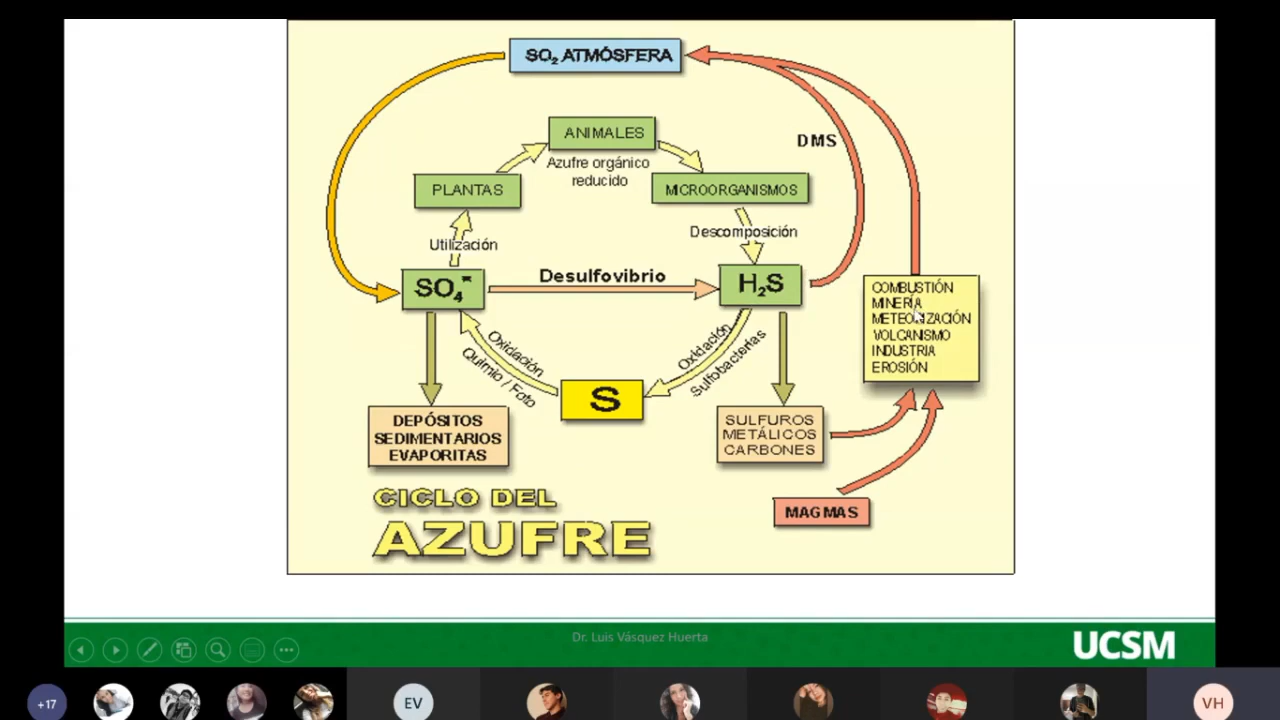 SO₂ ATMÓSFERA
DMS
ANIMALES
Azufre orgánico
reducido
PLANTAS
MICROORGANISMOS
Utilización
Descomposición
SO₄⁼
Desulfovibrio
H₂S
COMBUSTIÓN
MINERÍA
METEORIZACIÓN
VOLCANISMO
INDUSTRIA
EROSIÓN
Oxidación
Quimio / Foto
Oxidación
Sulfobacterias
S
DEPÓSITOS
SEDIMENTARIOS
EVAPORITAS
SULFUROS
METÁLICOS
CARBONES
MAGMAS
CICLO DEL
AZUFRE
Dr. Luis Vásquez Huerta
UCSM
+17
EV
VH